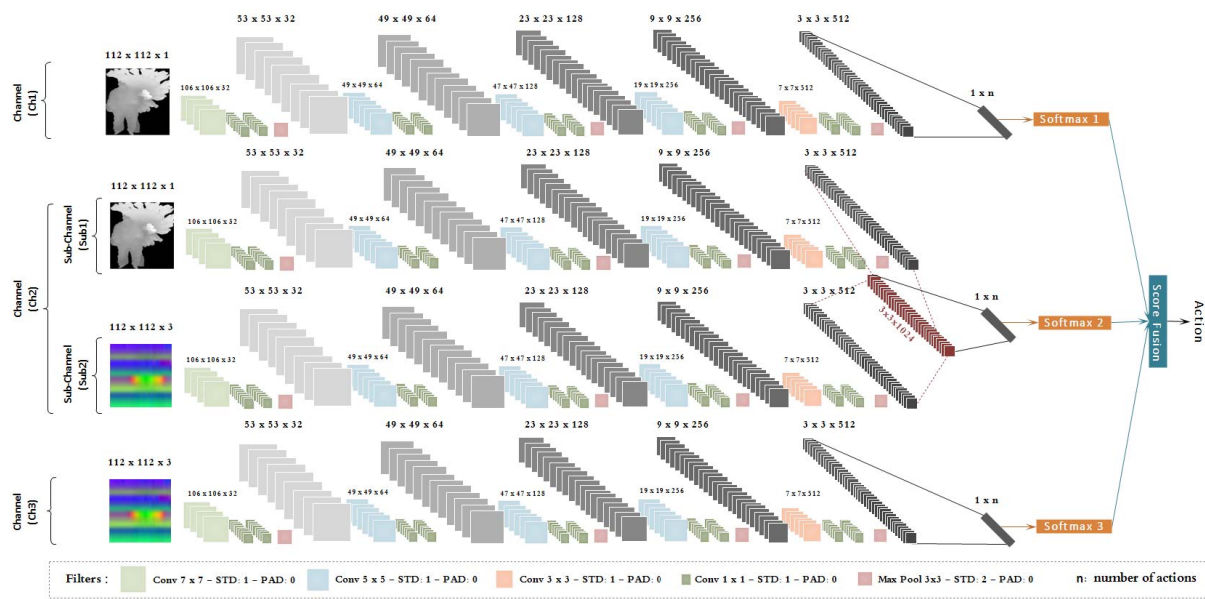 53 x 53 x 32 49 x 49 x 64 23 x 23 x 128 9 x 9 x 256 3 x 3 x 512
112 x 112 x 1
106 x 106 x 32 49 x 49 x 64 47 x 47 x 128 19 x 19 x 256 7 x 7 x 512
Channel
(Ch1)
1 x n
Softmax 1
53 x 53 x 32 49 x 49 x 64 23 x 23 x 128 9 x 9 x 256 3 x 3 x 512
112 x 112 x 1
106 x 106 x 32 49 x 49 x 64 47 x 47 x 128 19 x 19 x 256 7 x 7 x 512
Sub-Channel
(Sub1)
Channel
(Ch2)
53 x 53 x 32 49 x 49 x 64 23 x 23 x 128 9 x 9 x 256 3 x 3 x 512
3x3x1024
1 x n
Softmax 2
Score Fusion
Action
112 x 112 x 3
106 x 106 x 32 49 x 49 x 64 47 x 47 x 128 19 x 19 x 256 7 x 7 x 512
Sub-Channel
(Sub2)
53 x 53 x 32 49 x 49 x 64 23 x 23 x 128 9 x 9 x 256 3 x 3 x 512
112 x 112 x 3
106 x 106 x 32 49 x 49 x 64 47 x 47 x 128 19 x 19 x 256 7 x 7 x 512
Channel
(Ch3)
1 x n
Softmax 3
Filters : Conv 7 x 7 – STD: 1 – PAD: 0 Conv 5 x 5 – STD: 1 – PAD: 0 Conv 3 x 3 – STD: 1 – PAD: 0 Conv 1 x 1 – STD: 1 – PAD: 0 Max Pool 3x3 – STD: 2 – PAD: 0 n: number of actions